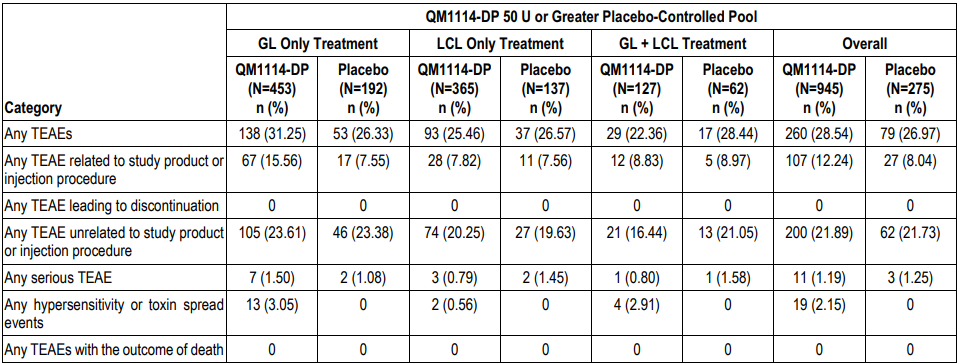 QM1114-DP 50 U or Greater Placebo-Controlled Pool
GL Only Treatment LCL Only Treatment GL + LCL Treatment Overall
Category QM1114-DP (N=453) n (%) Placebo (N=192) n (%) QM1114-DP (N=365) n (%) Placebo (N=137) n (%) QM1114-DP (N=127) n (%) Placebo (N=62) n (%) QM1114-DP (N=945) n (%) Placebo (N=275) n (%)
Any TEAEs 138 (31.25) 53 (26.33) 93 (25.46) 37 (26.57) 29 (22.36) 17 (28.44) 260 (28.54) 79 (26.97)
Any TEAE related to study product or 67 (15.56) 17 (7.55) 28 (7.82) 11 (7.56) 12 (8.83) 5 (8.97) 107 (12.24) 27 (8.04)
injection procedure
Any TEAE leading to discontinuation 0 0 0 0 0 0 0 0
Any TEAE unrelated to study product 105 (23.61) 46 (23.38) 74 (20.25) 27 (19.63) 21 (16.44) 13 (21.05) 200 (21.89) 62 (21.73)
or injection procedure
Any serious TEAE 7 (1.50) 2 (1.08) 3 (0.79) 2 (1.45) 1 (0.80) 1 (1.58) 11 (1.19) 3 (1.25)
Any hypersensitivity or toxin spread 13 (3.05) 0 2 (0.56) 0 4 (2.91) 0 19 (2.15) 0
events
Any TEAEs with the outcome of death 0 0 0 0 0 0 0 0